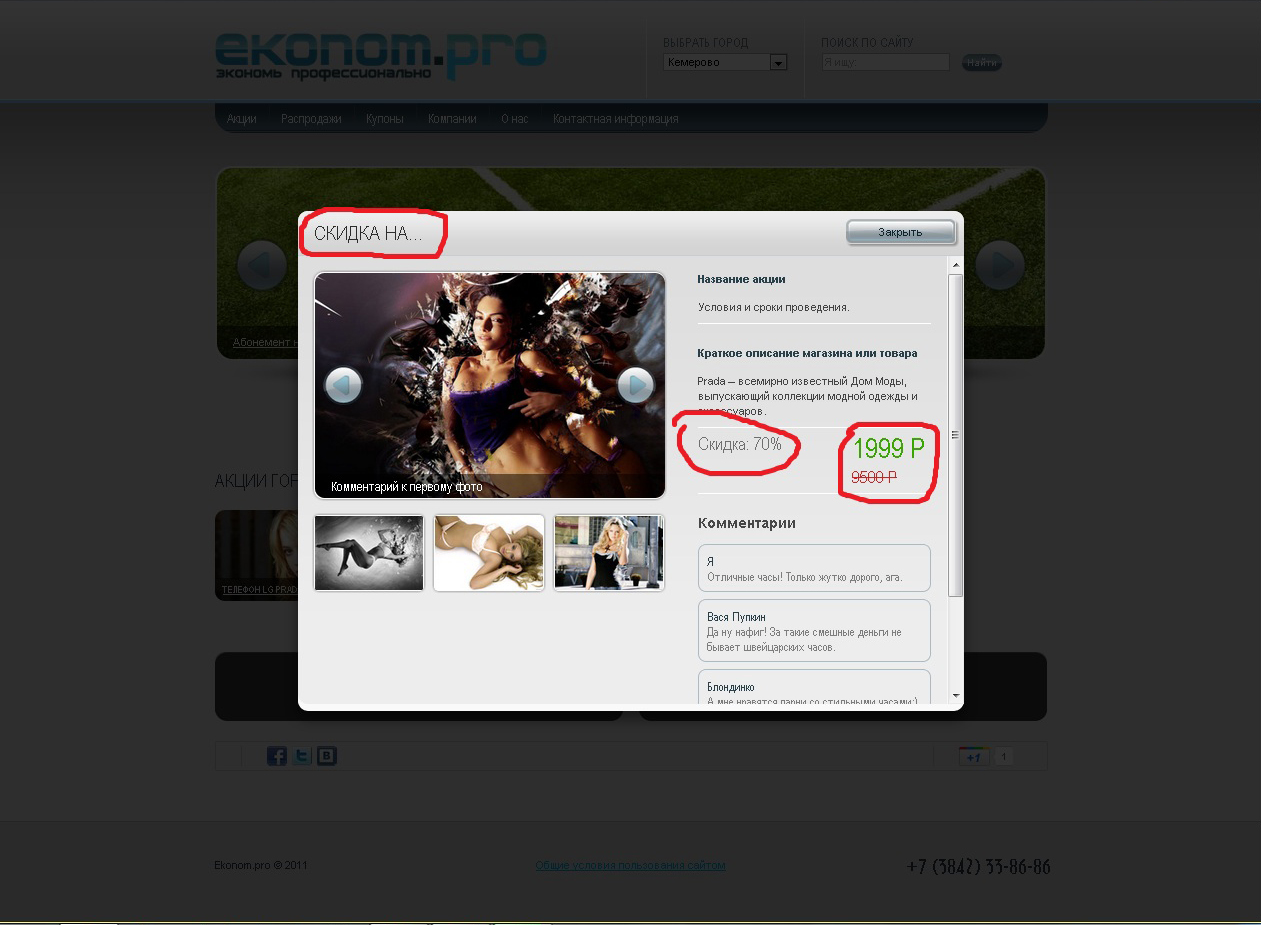 ekonom.pro
экономь профессионально
ВЫБРАТЬ ГОРОД
Кемерово
ПОИСК ПО САЙТУ
Я ищу
Найти
Акции
Распродажи
Купоны
Компании
О нас
Контактная информация
СКИДКА НА...
Закрыть
Абонемент
Комментарий к первому фото
Название акции
Условия и сроки проведения.
Краткое описание магазина или товара
Prada – всемирно известный Дом Моды,
выпускающий коллекции модной одежды и
аксессуаров.
Скидка: 70%
1999 Р
9500 Р
Комментарии
Я
Отличные часы! Только жутко дорого, ага.
Вася Пупкин
Да ну нафиг! За такие смешные деньги не
бывает швейцарских часов.
Блондинко
А мне нравятся парни со стильными часами:)
АКЦИИ ГОР
ТЕЛЕФОН LG PRAD
+1
1
Ekonom.pro © 2011
Общие условия пользования сайтом
+7 (3842) 33-86-86